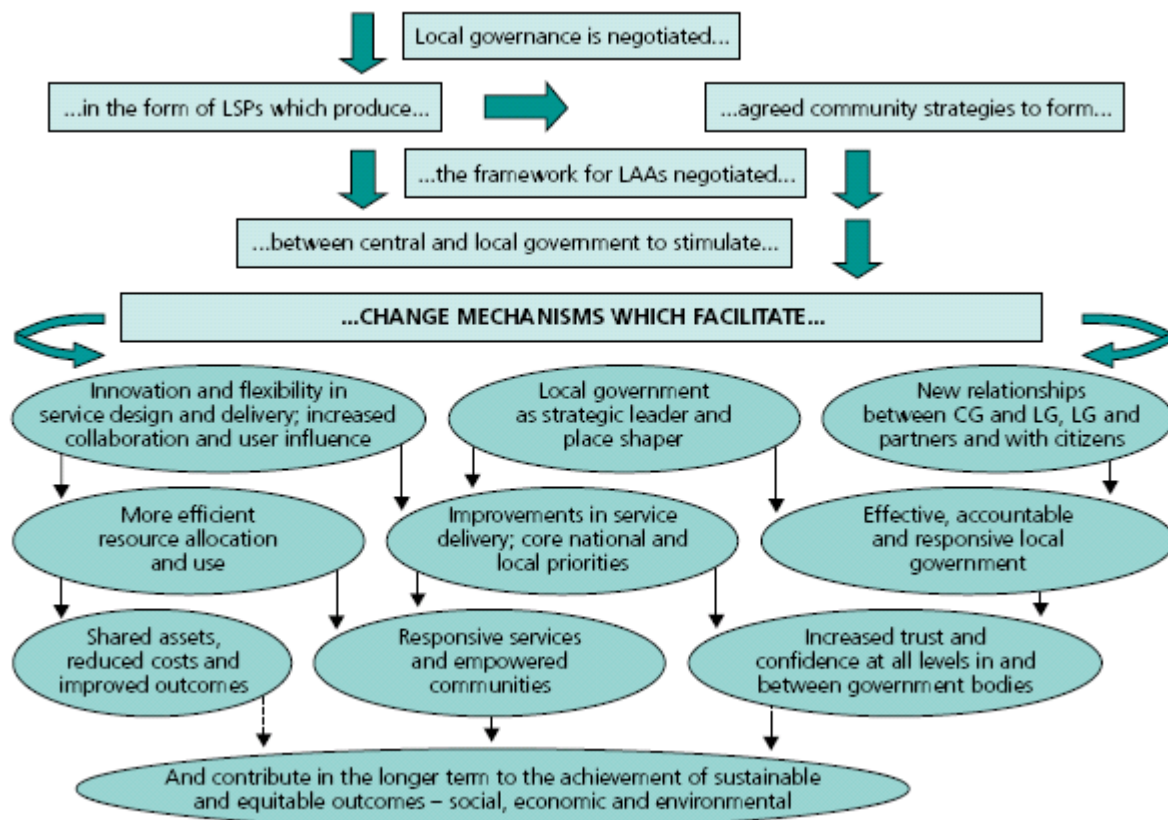 Local governance is negotiated...
...in the form of LSPs which produce...
...agreed community strategies to form...
...the framework for LAAs negotiated...
...between central and local government to stimulate...
...CHANGE MECHANISMS WHICH FACILITATE...
Innovation and flexibility in
service design and delivery; increased
collaboration and user influence
Local government
as strategic leader and
place shaper
New relationships
between CG and LG, LG and
partners and with citizens
More efficient
resource allocation
and use
Improvements in service
delivery; core national and
local priorities
Effective, accountable
and responsive local
government
Shared assets,
reduced costs and
improved outcomes
Responsive services
and empowered
communities
Increased trust and
confidence at all levels in and
between government bodies
And contribute in the longer term to the achievement of sustainable
and equitable outcomes – social, economic and environmental